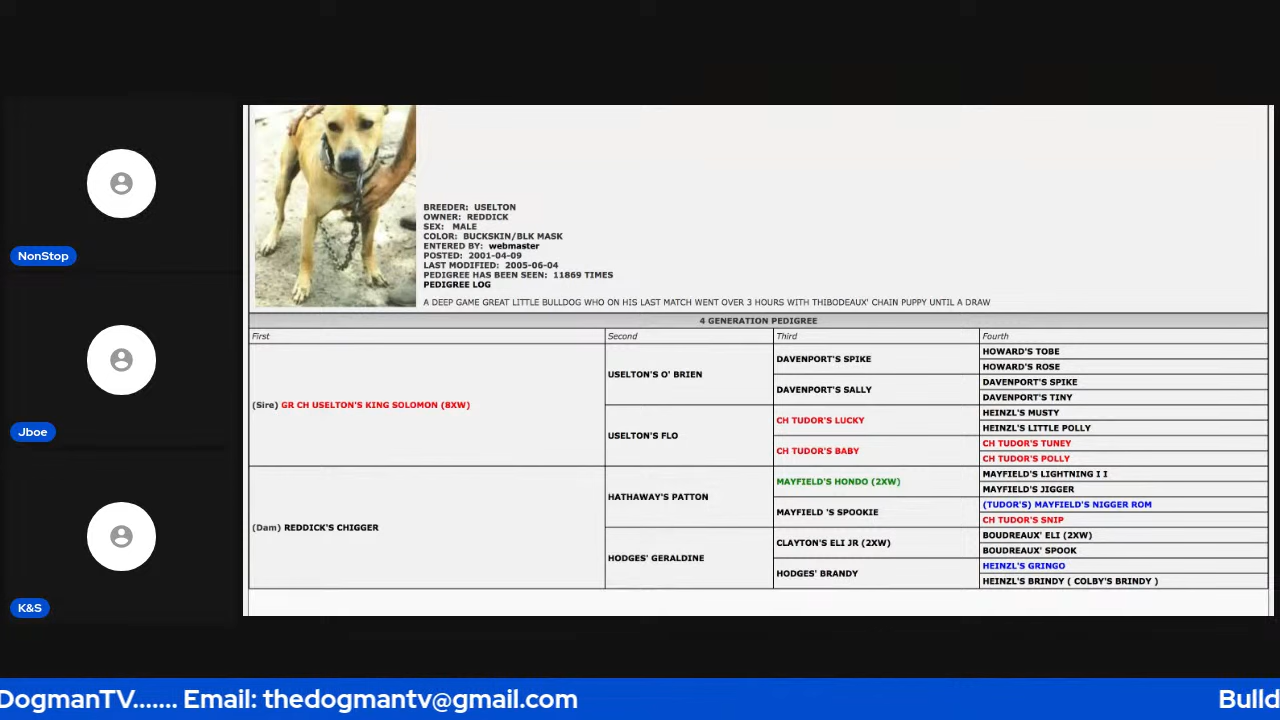 BREEDER: USELTON
OWNER: REDDICK
SEX: MALE
COLOR: BUCKSKIN/BLK MASK
ENTERED BY: webmaster
POSTED: 2001-04-09
LAST MODIFIED: 2005-06-04
PEDIGREE HAS BEEN SEEN: 11869 TIMES
PEDIGREE LOG
A DEEP GAME GREAT LITTLE BULLDOG WHO ON HIS LAST MATCH WENT OVER 3 HOURS WITH THIBODEAUX' CHAIN PUPPY UNTIL A DRAW
4 GENERATION PEDIGREE
First Second Third Fourth
(Sire) GR CH USELTON'S KING SOLOMON (8XW)
USELTON'S O' BRIEN
DAVENPORT'S SPIKE
HOWARD'S TOBE
HOWARD'S ROSE
DAVENPORT'S SALLY
DAVENPORT'S SPIKE
DAVENPORT'S TINY
USELTON'S FLO
CH TUDOR'S LUCKY
HEINZL'S MUSTY
HEINZL'S LITTLE POLLY
CH TUDOR'S BABY
CH TUDOR'S TUNEY
CH TUDOR'S POLLY
(Dam) REDDICK'S CHIGGER
HATHAWAY'S PATTON
MAYFIELD'S HONDO (2XW)
MAYFIELD'S LIGHTNING I I
MAYFIELD'S JIGGER
MAYFIELD 'S SPOOKIE
(TUDOR'S) MAYFIELD'S NIGGER ROM
CH TUDOR'S SNIP
HODGES' GERALDINE
CLAYTON'S ELI JR (2XW)
BOUDREAUX' ELI (2XW)
BOUDREAUX' SPOOK
HODGES' BRANDY
HEINZL'S GRINGO
HEINZL'S BRINDY ( COLBY'S BRINDY )
NonStop
Jboe
K&S
DogmanTV....... Email: thedogmantv@gmail.com
Bulld